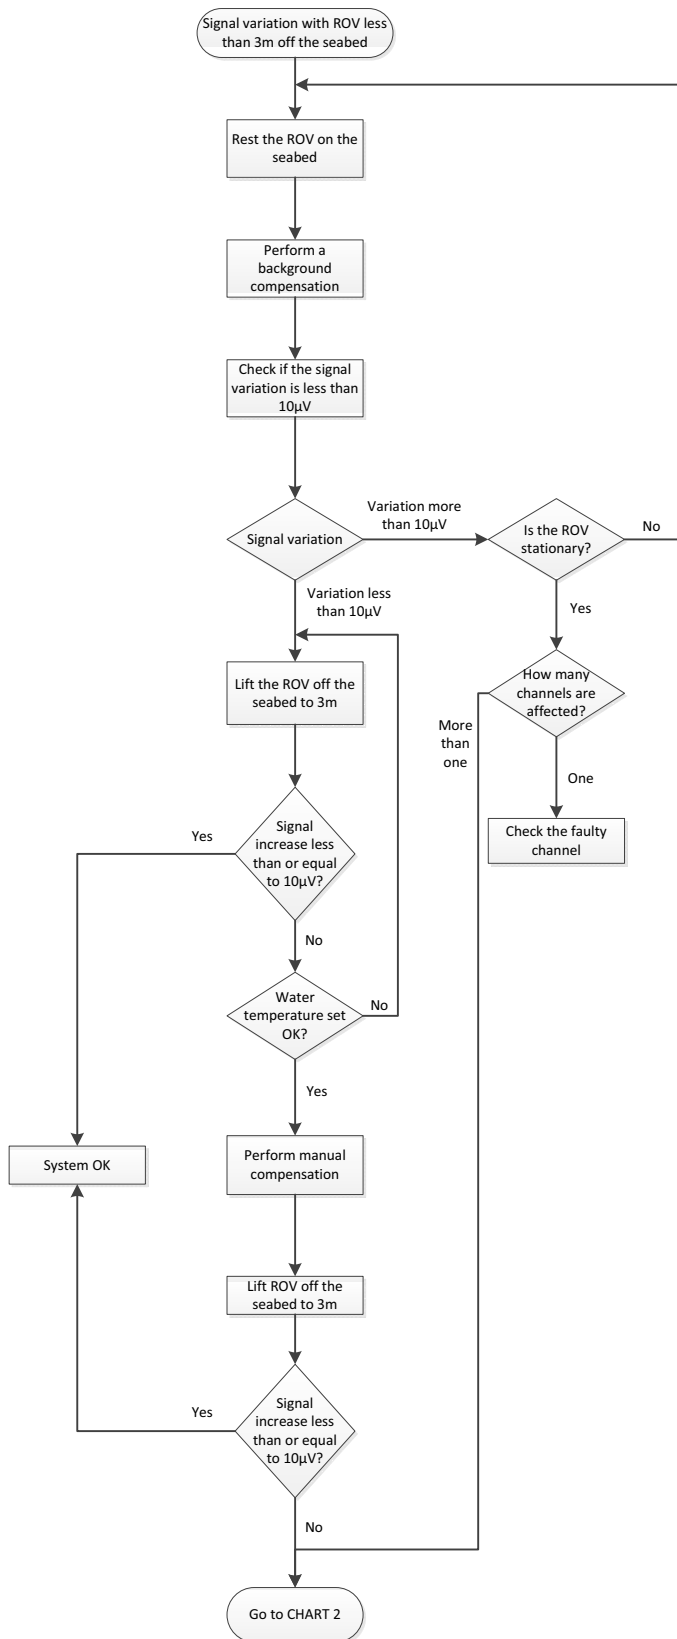 Signal variation with ROV less
than 3m off the seabed
Rest the ROV on the
seabed
Perform a
background
compensation
Check if the signal
variation is less than
10µV
Signal variation
Variation more
than 10µV
Is the ROV
stationary?
No
Variation less
than 10µV
Yes
Lift the ROV off the
seabed to 3m
How many
channels are
affected?
More
than
one
One
Check the faulty
channel
Signal
increase less
than or equal
to 10µV?
Yes
No
Water
temperature set
OK?
No
Yes
System OK
Perform manual
compensation
Lift ROV off the
seabed to 3m
Signal
increase less
than or equal
to 10µV?
Yes
No
Go to CHART 2